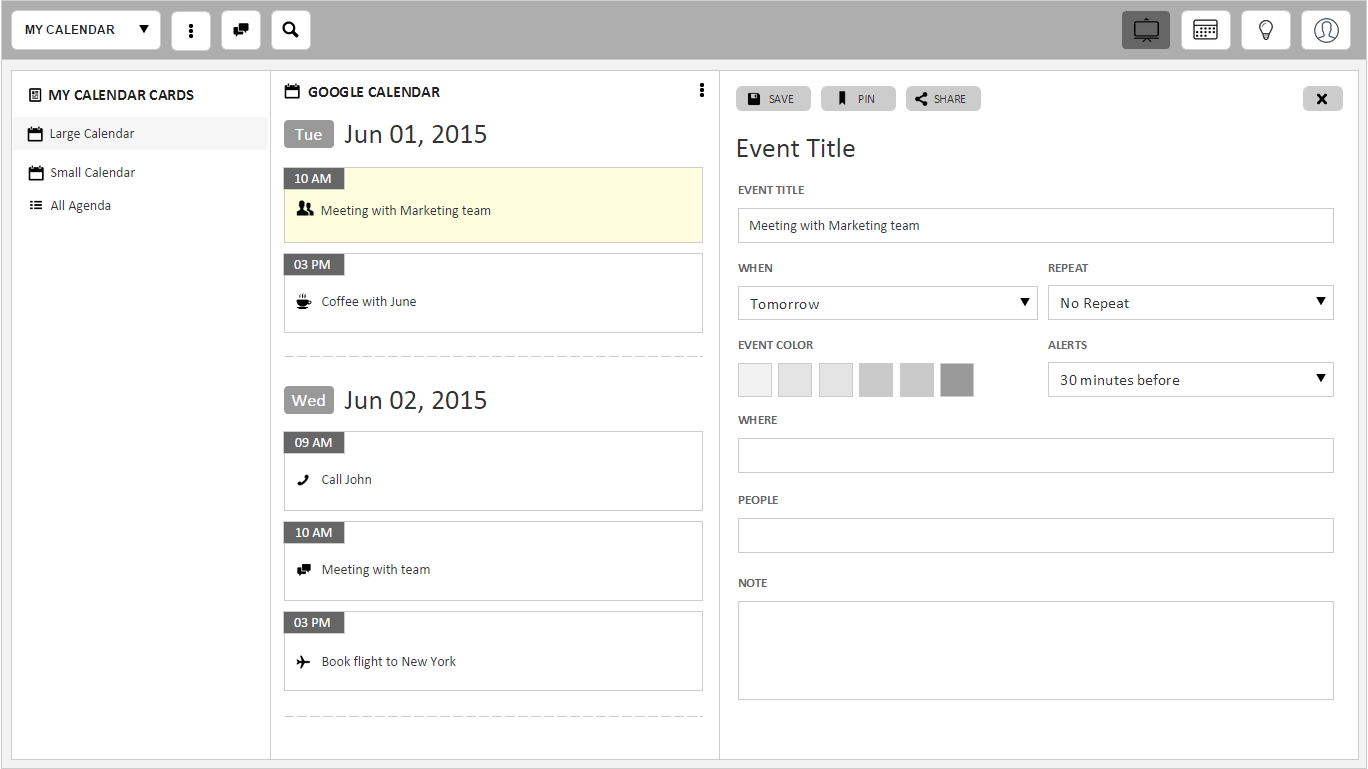 MY CALENDAR
MY CALENDAR CARDS
Large Calendar
Small Calendar
All Agenda
GOOGLE CALENDAR
Tue Jun 01, 2015
10 AM
Meeting with Marketing team
03 PM
Coffee with June
Wed Jun 02, 2015
09 AM
Call John
10 AM
Meeting with team
03 PM
Book flight to New York
SAVE PIN SHARE
Event Title
EVENT TITLE
Meeting with Marketing team
WHEN REPEAT
Tomorrow No Repeat
EVENT COLOR ALERTS
30 minutes before
WHERE
PEOPLE
NOTE